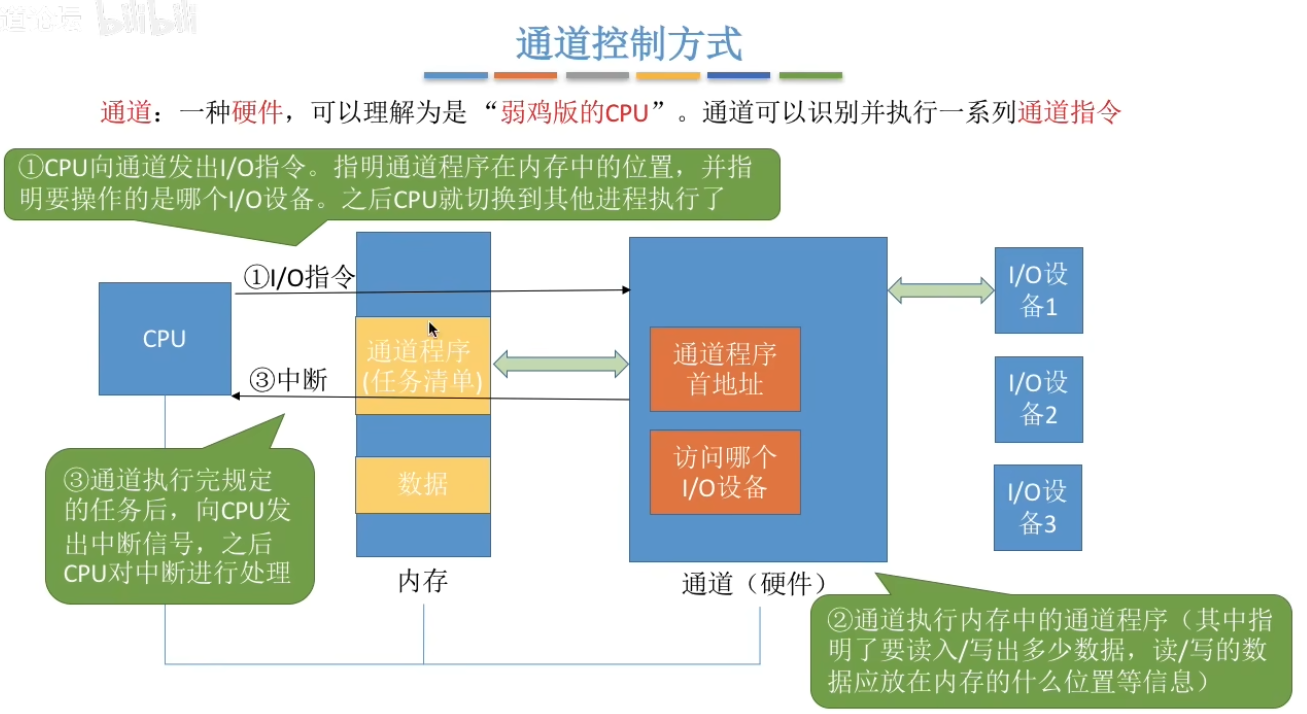 通道控制方式
通道：一种硬件，可以理解为是“弱鸡版的CPU”。通道可以识别并执行一系列通道指令
①CPU向通道发出I/O指令。指明通道程序在内存中的位置，并指
明要操作的是哪个I/O设备。之后CPU就切换到其他进程执行了
①I/O指令
I/O设
备1
CPU
通道程序
(任务清单)
通道程序
首地址
③中断
I/O设
备2
③通道执行完规定
的任务后，向CPU发
出中断信号，之后
CPU对中断进行处理
数据
访问哪个
I/O设备
I/O设
备3
内存
通道（硬件）
②通道执行内存中的通道程序（其中指
明了要读入/写出多少数据，读/写的数
据应放在内存的什么位置等信息）